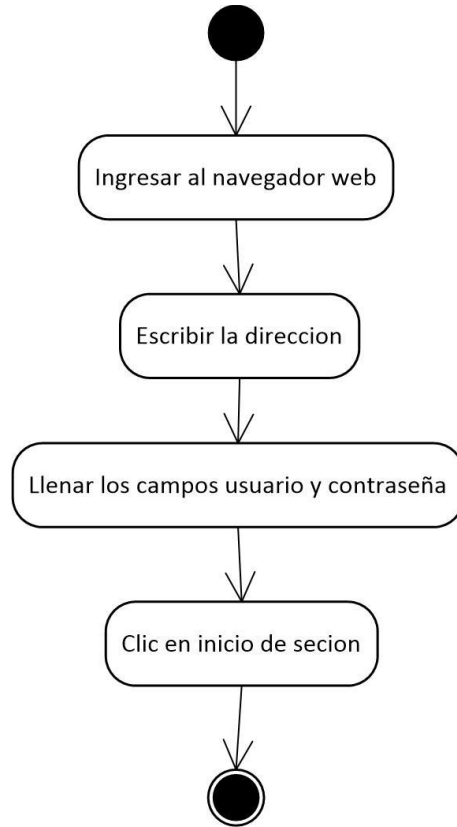 Ingresar al navegador web
Escribir la direccion
Llenar los campos usuario y contraseña
Clic en inicio de secion